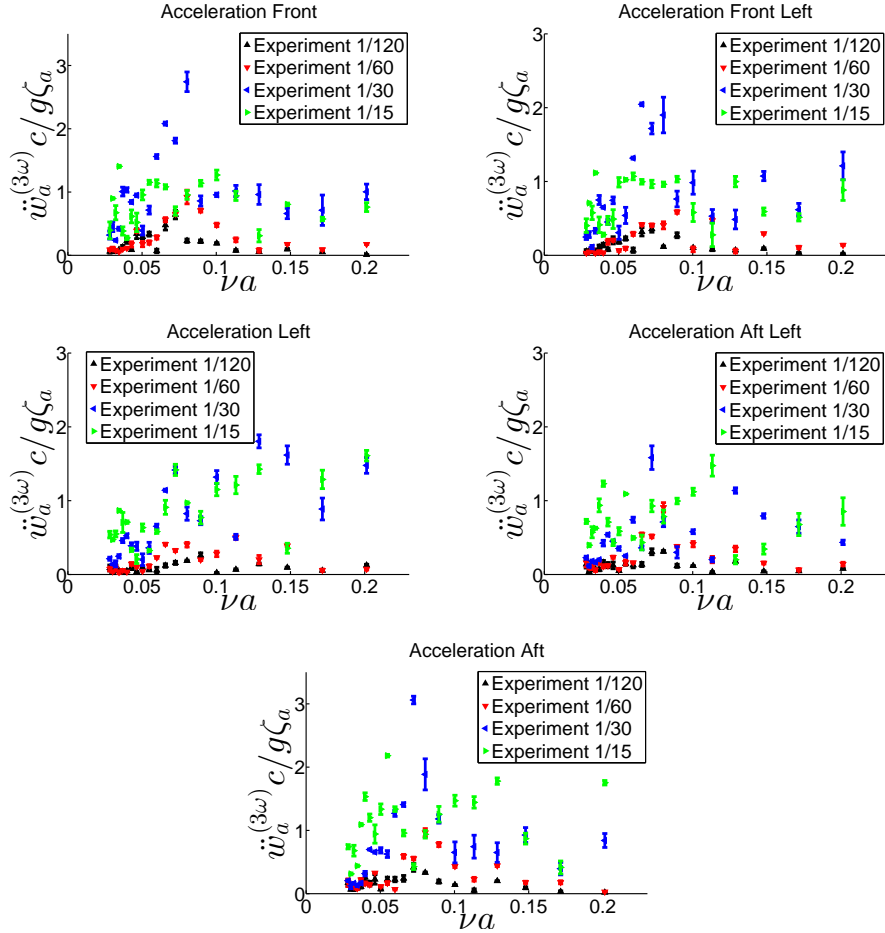 Acceleration Front
Experiment 1/120
Experiment 1/60
Experiment 1/30
Experiment 1/15
3
2
1
0
0
0.05
0.1
0.15
0.2
νa
ẅₐ⁽³ω⁾c/gζₐ
Acceleration Front Left
Experiment 1/120
Experiment 1/60
Experiment 1/30
Experiment 1/15
3
2
1
0
0
0.05
0.1
0.15
0.2
νa
ẅₐ⁽³ω⁾c/gζₐ
Acceleration Left
Experiment 1/120
Experiment 1/60
Experiment 1/30
Experiment 1/15
3
2
1
0
0
0.05
0.1
0.15
0.2
νa
ẅₐ⁽³ω⁾c/gζₐ
Acceleration Aft Left
Experiment 1/120
Experiment 1/60
Experiment 1/30
Experiment 1/15
3
2
1
0
0
0.05
0.1
0.15
0.2
νa
ẅₐ⁽³ω⁾c/gζₐ
Acceleration Aft
Experiment 1/120
Experiment 1/60
Experiment 1/30
Experiment 1/15
3
2
1
0
0
0.05
0.1
0.15
0.2
νa
ẅₐ⁽³ω⁾c/gζₐ